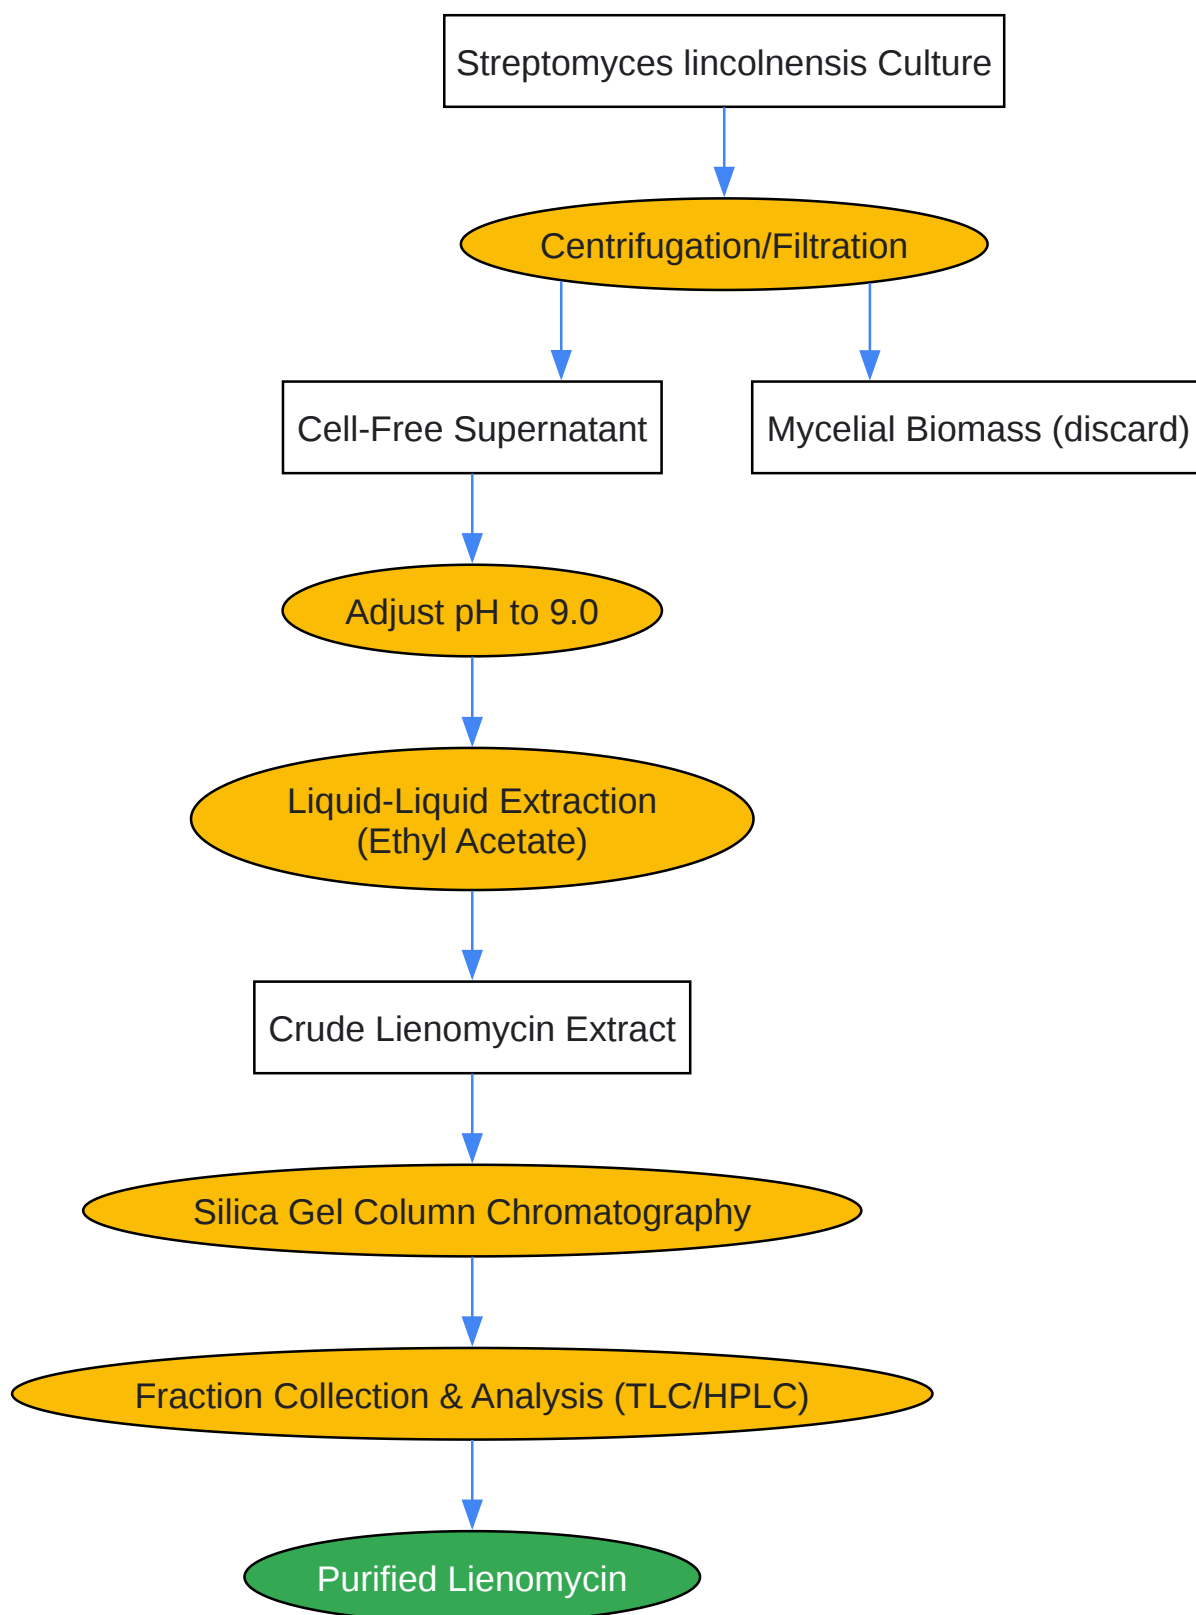 Streptomyces lincolnensis Culture
Centrifugation/Filtration
Cell-Free Supernatant
Mycelial Biomass (discard)
Adjust pH to 9.0
Liquid-Liquid Extraction
(Ethyl Acetate)
Crude Lienomycin Extract
Silica Gel Column Chromatography
Fraction Collection & Analysis (TLC/HPLC)
Purified Lienomycin